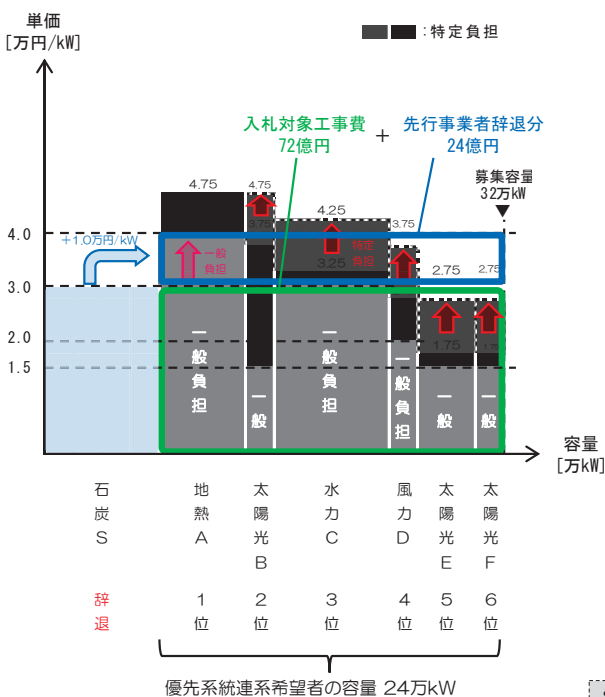 単価
[万円/kW]
：特定負担
入札対象工事費
72億円
+
先行事業者辞退分
24億円
募集容量
32万kW
4.75
4.75
3.75
4.25
3.25
3.75
2.75
1.75
2.75
1.75
4.0
3.0
2.0
1.5
＋1.0万円/kW
一般
負担
特定
負担
一般負担
一般
一般負担
一般負担
一般
一般
容量
[万kW]
石炭S
地熱A
太陽光B
水力C
風力D
太陽光E
太陽光F
辞退
1位
2位
3位
4位
5位
6位
優先系統連系希望者の容量 24万kW